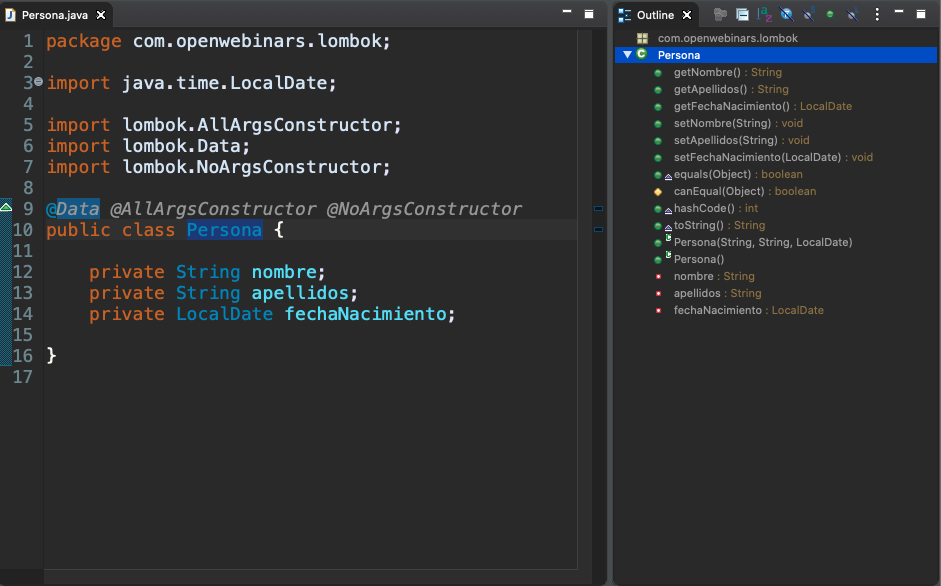 Persona.java
1 package com.openwebinars.lombok;
2
3 import java.time.LocalDate;
4
5 import lombok.AllArgsConstructor;
6 import lombok.Data;
7 import lombok.NoArgsConstructor;
8
9 @Data @AllArgsConstructor @NoArgsConstructor
10 public class Persona {
11
12 private String nombre;
13 private String apellidos;
14 private LocalDate fechaNacimiento;
15
16 }
17
Outline
com.openwebinars.lombok
Persona
getNombre() : String
getApellidos() : String
getFechaNacimiento() : LocalDate
setNombre(String) : void
setApellidos(String) : void
setFechaNacimiento(LocalDate) : void
equals(Object) : boolean
canEqual(Object) : boolean
hashCode() : int
toString() : String
Persona(String, String, LocalDate)
Persona()
nombre : String
apellidos : String
fechaNacimiento : LocalDate